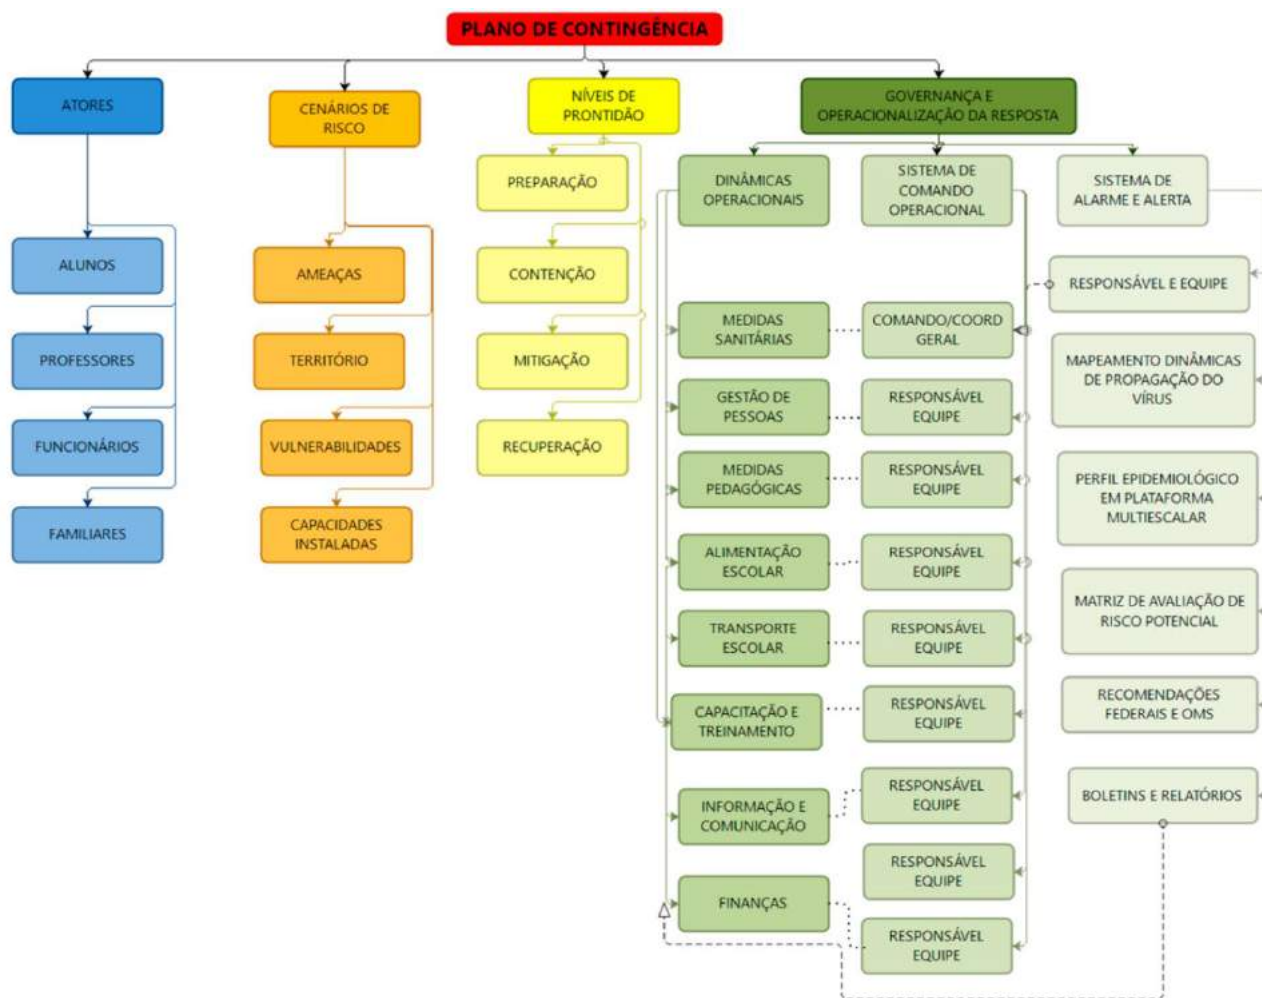 PLANO DE CONTINGÊNCIA
ATORES
CENÁRIOS DE
RISCO
NÍVEIS DE
PRONTIDÃO
GOVERNANÇA E
OPERACIONALIZAÇÃO DA RESPOSTA
ALUNOS
PROFESSORES
FUNCIONÁRIOS
FAMILIARES
AMEAÇAS
TERRITÓRIO
VULNERABILIDADES
CAPACIDADES
INSTALADAS
PREPARAÇÃO
CONTENÇÃO
MITIGAÇÃO
RECUPERAÇÃO
DINÂMICAS
OPERACIONAIS
MEDIDAS
SANITÁRIAS
GESTÃO DE
PESSOAS
MEDIDAS
PEDAGÓGICAS
ALIMENTAÇÃO
ESCOLAR
TRANSPORTE
ESCOLAR
CAPACITAÇÃO E
TREINAMENTO
INFORMAÇÃO E
COMUNICAÇÃO
FINANÇAS
SISTEMA DE
COMANDO
OPERACIONAL
COMANDO/COORD
GERAL
RESPONSÁVEL
EQUIPE
RESPONSÁVEL
EQUIPE
RESPONSÁVEL
EQUIPE
RESPONSÁVEL
EQUIPE
RESPONSÁVEL
EQUIPE
RESPONSÁVEL
EQUIPE
RESPONSÁVEL
EQUIPE
RESPONSÁVEL
EQUIPE
SISTEMA DE
ALARME E ALERTA
RESPONSÁVEL E EQUIPE
MAPEAMENTO DINÂMICAS
DE PROPAGAÇÃO DO
VÍRUS
PERFIL EPIDEMIOLÓGICO
EM PLATAFORMA
MULTIESCALAR
MATRIZ DE AVALIAÇÃO DE
RISCO POTENCIAL
RECOMENDAÇÕES
FEDERAIS E OMS
BOLETINS E RELATÓRIOS